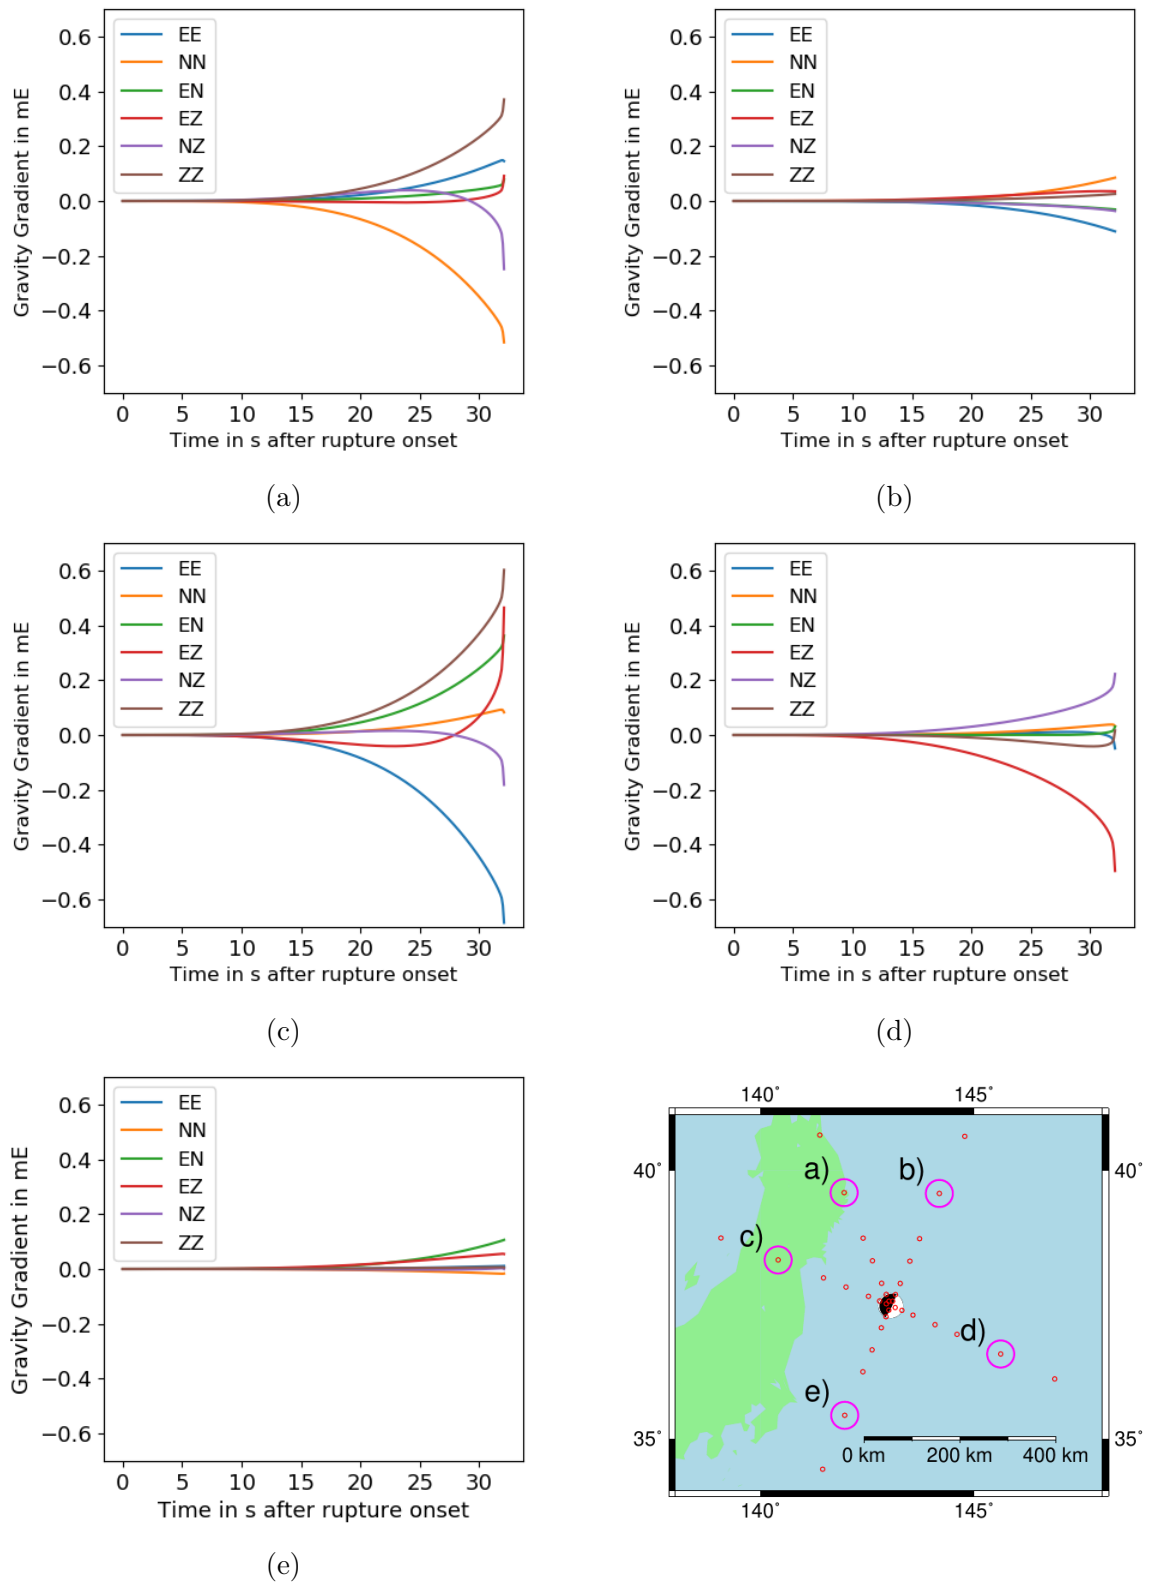 0.6
0.4
0.2
0.0
−0.2
−0.4
−0.6
Gravity Gradient in mE
EE
NN
EN
EZ
NZ
ZZ
0 5 10 15 20 25 30
Time in s after rupture onset
(a)
0.6
0.4
0.2
0.0
−0.2
−0.4
−0.6
Gravity Gradient in mE
EE
NN
EN
EZ
NZ
ZZ
0 5 10 15 20 25 30
Time in s after rupture onset
(b)
0.6
0.4
0.2
0.0
−0.2
−0.4
−0.6
Gravity Gradient in mE
EE
NN
EN
EZ
NZ
ZZ
0 5 10 15 20 25 30
Time in s after rupture onset
(c)
0.6
0.4
0.2
0.0
−0.2
−0.4
−0.6
Gravity Gradient in mE
EE
NN
EN
EZ
NZ
ZZ
0 5 10 15 20 25 30
Time in s after rupture onset
(d)
0.6
0.4
0.2
0.0
−0.2
−0.4
−0.6
Gravity Gradient in mE
EE
NN
EN
EZ
NZ
ZZ
0 5 10 15 20 25 30
Time in s after rupture onset
(e)
140˚ 145˚
40˚ 40˚
a) b)
c)
d)
e)
35˚ 35˚
0 km 200 km 400 km
140˚ 145˚